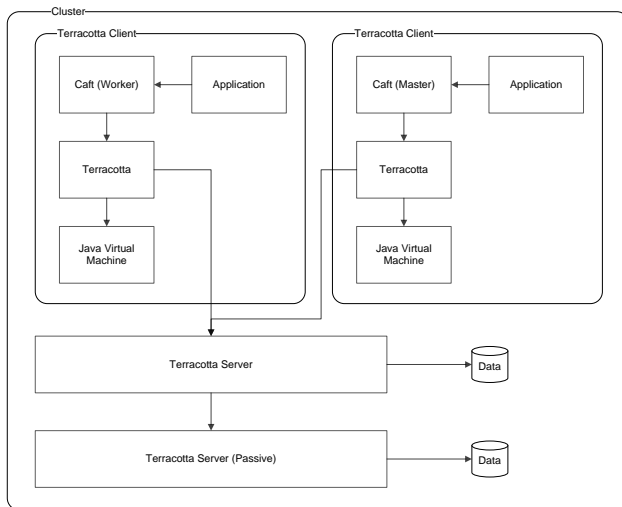 Cluster
Terracotta Client
Terracotta Client
Caft (Worker)
Application
Caft (Master)
Application
Terracotta
Terracotta
Java Virtual
Machine
Java Virtual
Machine
Terracotta Server
Data
Terracotta Server (Passive)
Data